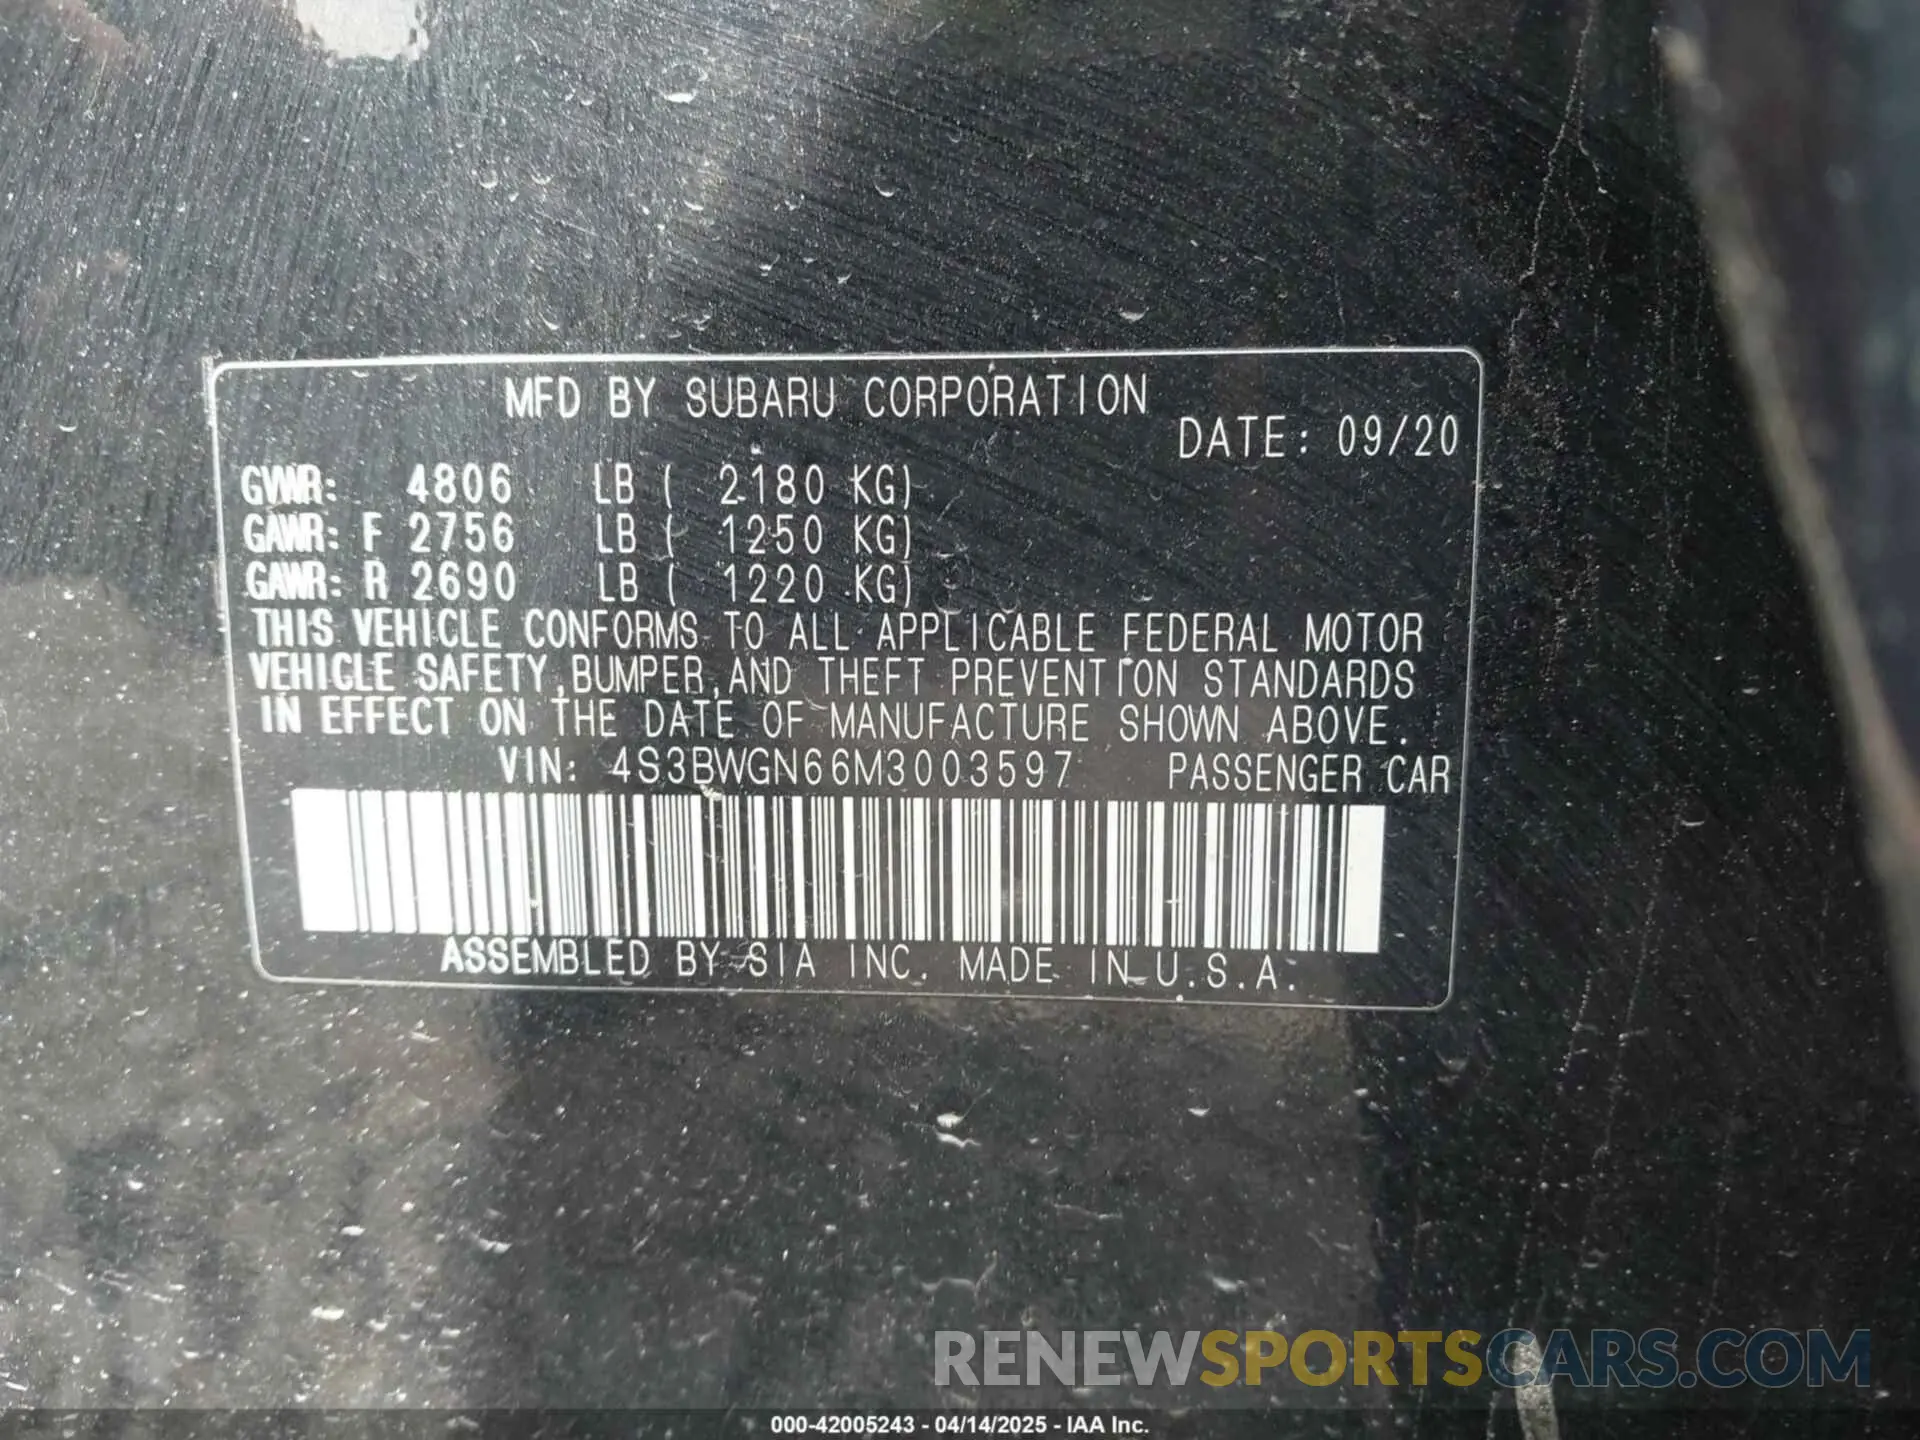 MFD BY SUBARU CORPORATION
DATE: 09/20
GVWR: 4806 LB ( 2180 KG)
GAWR: F 2756 LB ( 1250 KG)
GAWR: R 2690 LB ( 1220 KG)
THIS VEHICLE CONFORMS TO ALL APPLICABLE FEDERAL MOTOR
VEHICLE SAFETY,BUMPER,AND THEFT PREVENTION STANDARDS
IN EFFECT ON THE DATE OF MANUFACTURE SHOWN ABOVE.
VIN: 4S3BWGN66M3003597 PASSENGER CAR
ASSEMBLED BY SIA INC. MADE IN U.S.A.
RENEWSPORTSCARS.COM
000-42005243 - 04/14/2025 - IAA Inc.